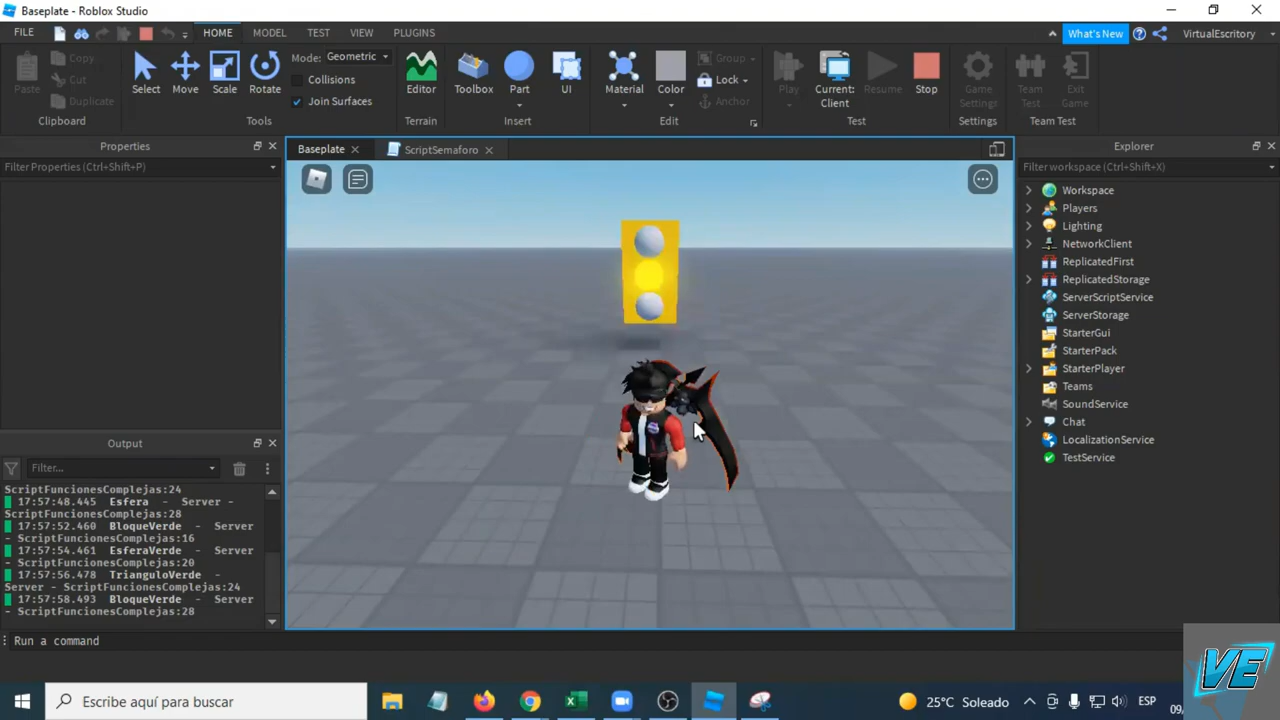 Baseplate - Roblox Studio
FILE HOME MODEL TEST VIEW PLUGINS What's New VirtualEscritory
Paste Copy Cut Duplicate Clipboard
Select Move Scale Rotate Mode: Geometric Collisions Join Surfaces Tools
Editor Terrain
Toolbox Part UI Insert
Material Color Group Lock Anchor Edit
Play Current: Client Resume Stop Test
Game Settings Settings
Team Test Exit Game Team Test
Properties
Filter Properties (Ctrl+Shift+P)
Output
Filter...
ScriptFuncionesComplejas:24
17:57:48.445 Esfera - Server -
ScriptFuncionesComplejas:28
17:57:52.460 BloqueVerde - Server
- ScriptFuncionesComplejas:16
17:57:54.461 EsferaVerde - Server
- ScriptFuncionesComplejas:20
17:57:56.478 TrianguloVerde -
Server - ScriptFuncionesComplejas:24
17:57:58.493 BloqueVerde - Server
- ScriptFuncionesComplejas:28
Baseplate ScriptSemaforo
Explorer
Filter workspace (Ctrl+Shift+X)
Workspace
Players
Lighting
NetworkClient
ReplicatedFirst
ReplicatedStorage
ServerScriptService
ServerStorage
StarterGui
StarterPack
StarterPlayer
Teams
SoundService
Chat
LocalizationService
TestService
Run a command
VE
Escribe aquí para buscar
25°C Soleado ESP
09/